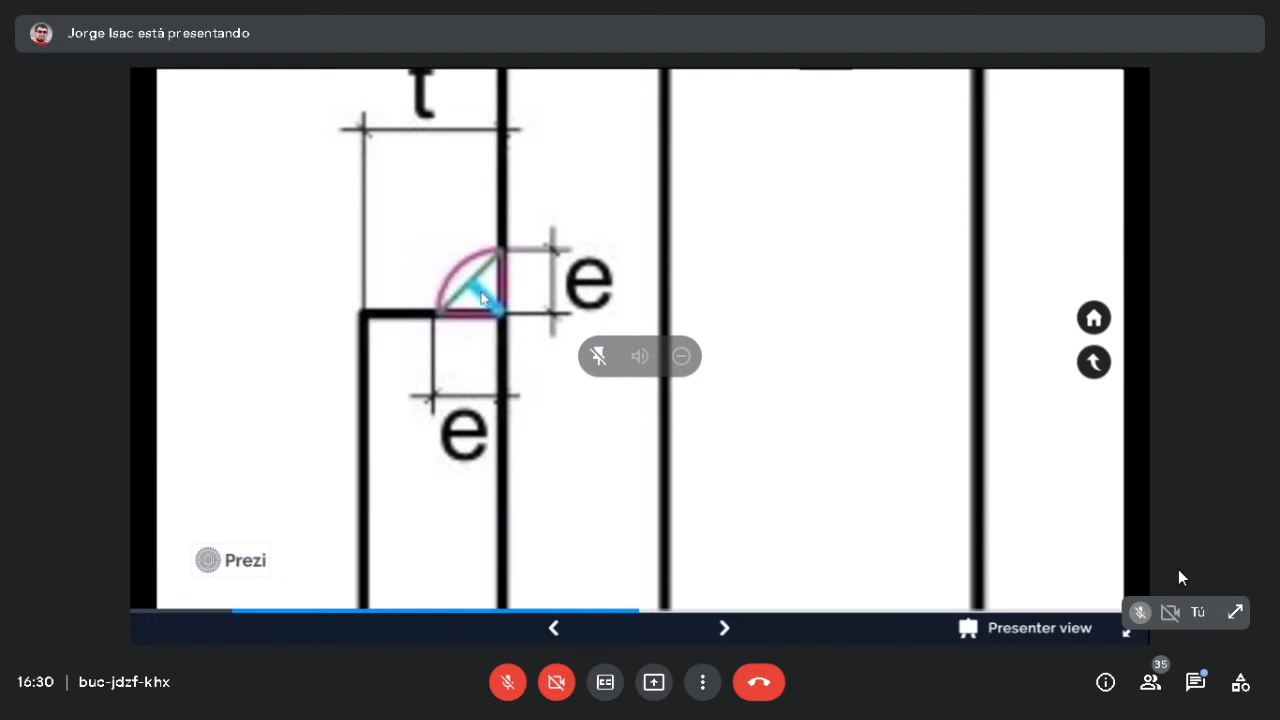 Jorge Isac está presentando
t
e
e
Prezi
Presenter view
Tú
16:30 | buc-jdzf-khx
35